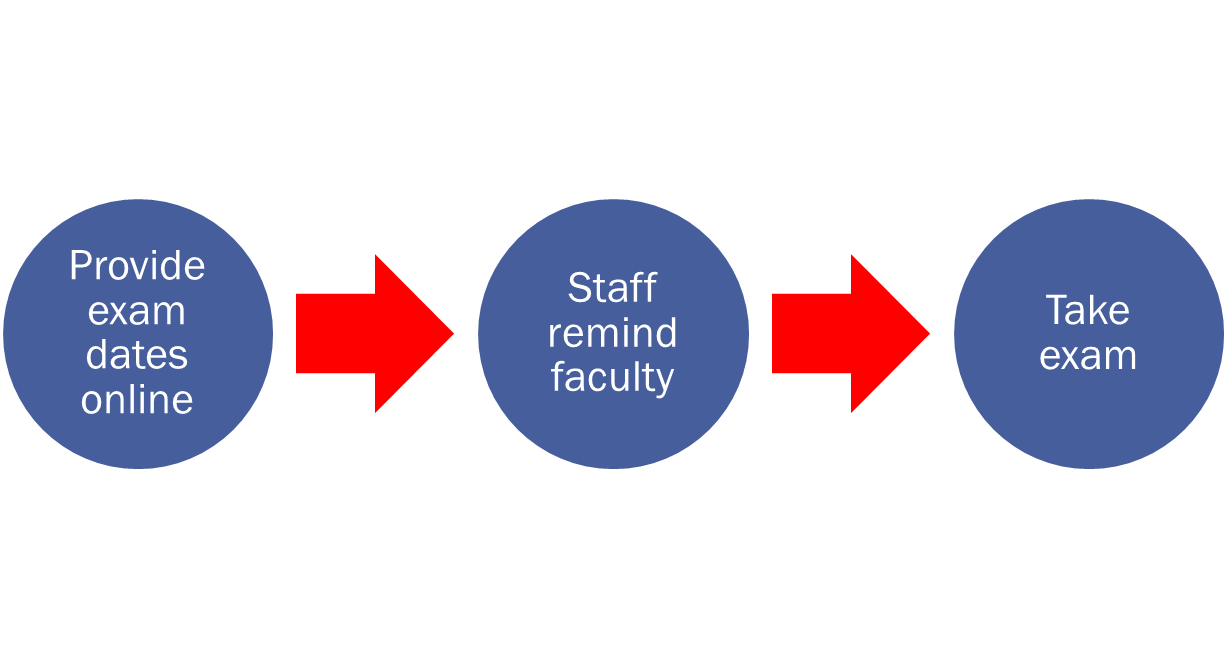 Provide
exam
dates
online
Staff
remind
faculty
Take
exam